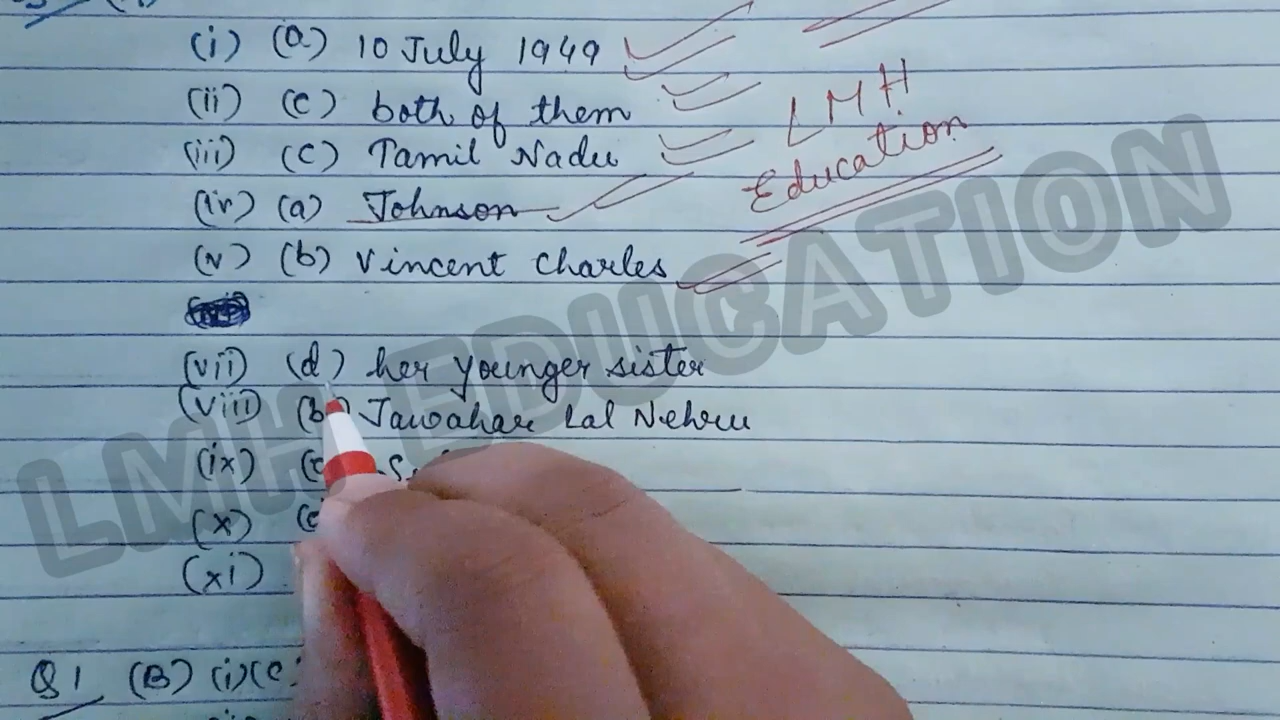 (i) (a) 10 July 1949
(ii) (c) both of them
(iii) (c) Tamil Nadu
(iv) (a) Johnson
(v) (b) Vincent Charles
LMH
Education
(vii) (d) her younger sister
(viii) (b) Jawahar Lal Nehru
(ix)
(x)
(xi)
Q1 (B) (i) (c)
LMH EDUCATION